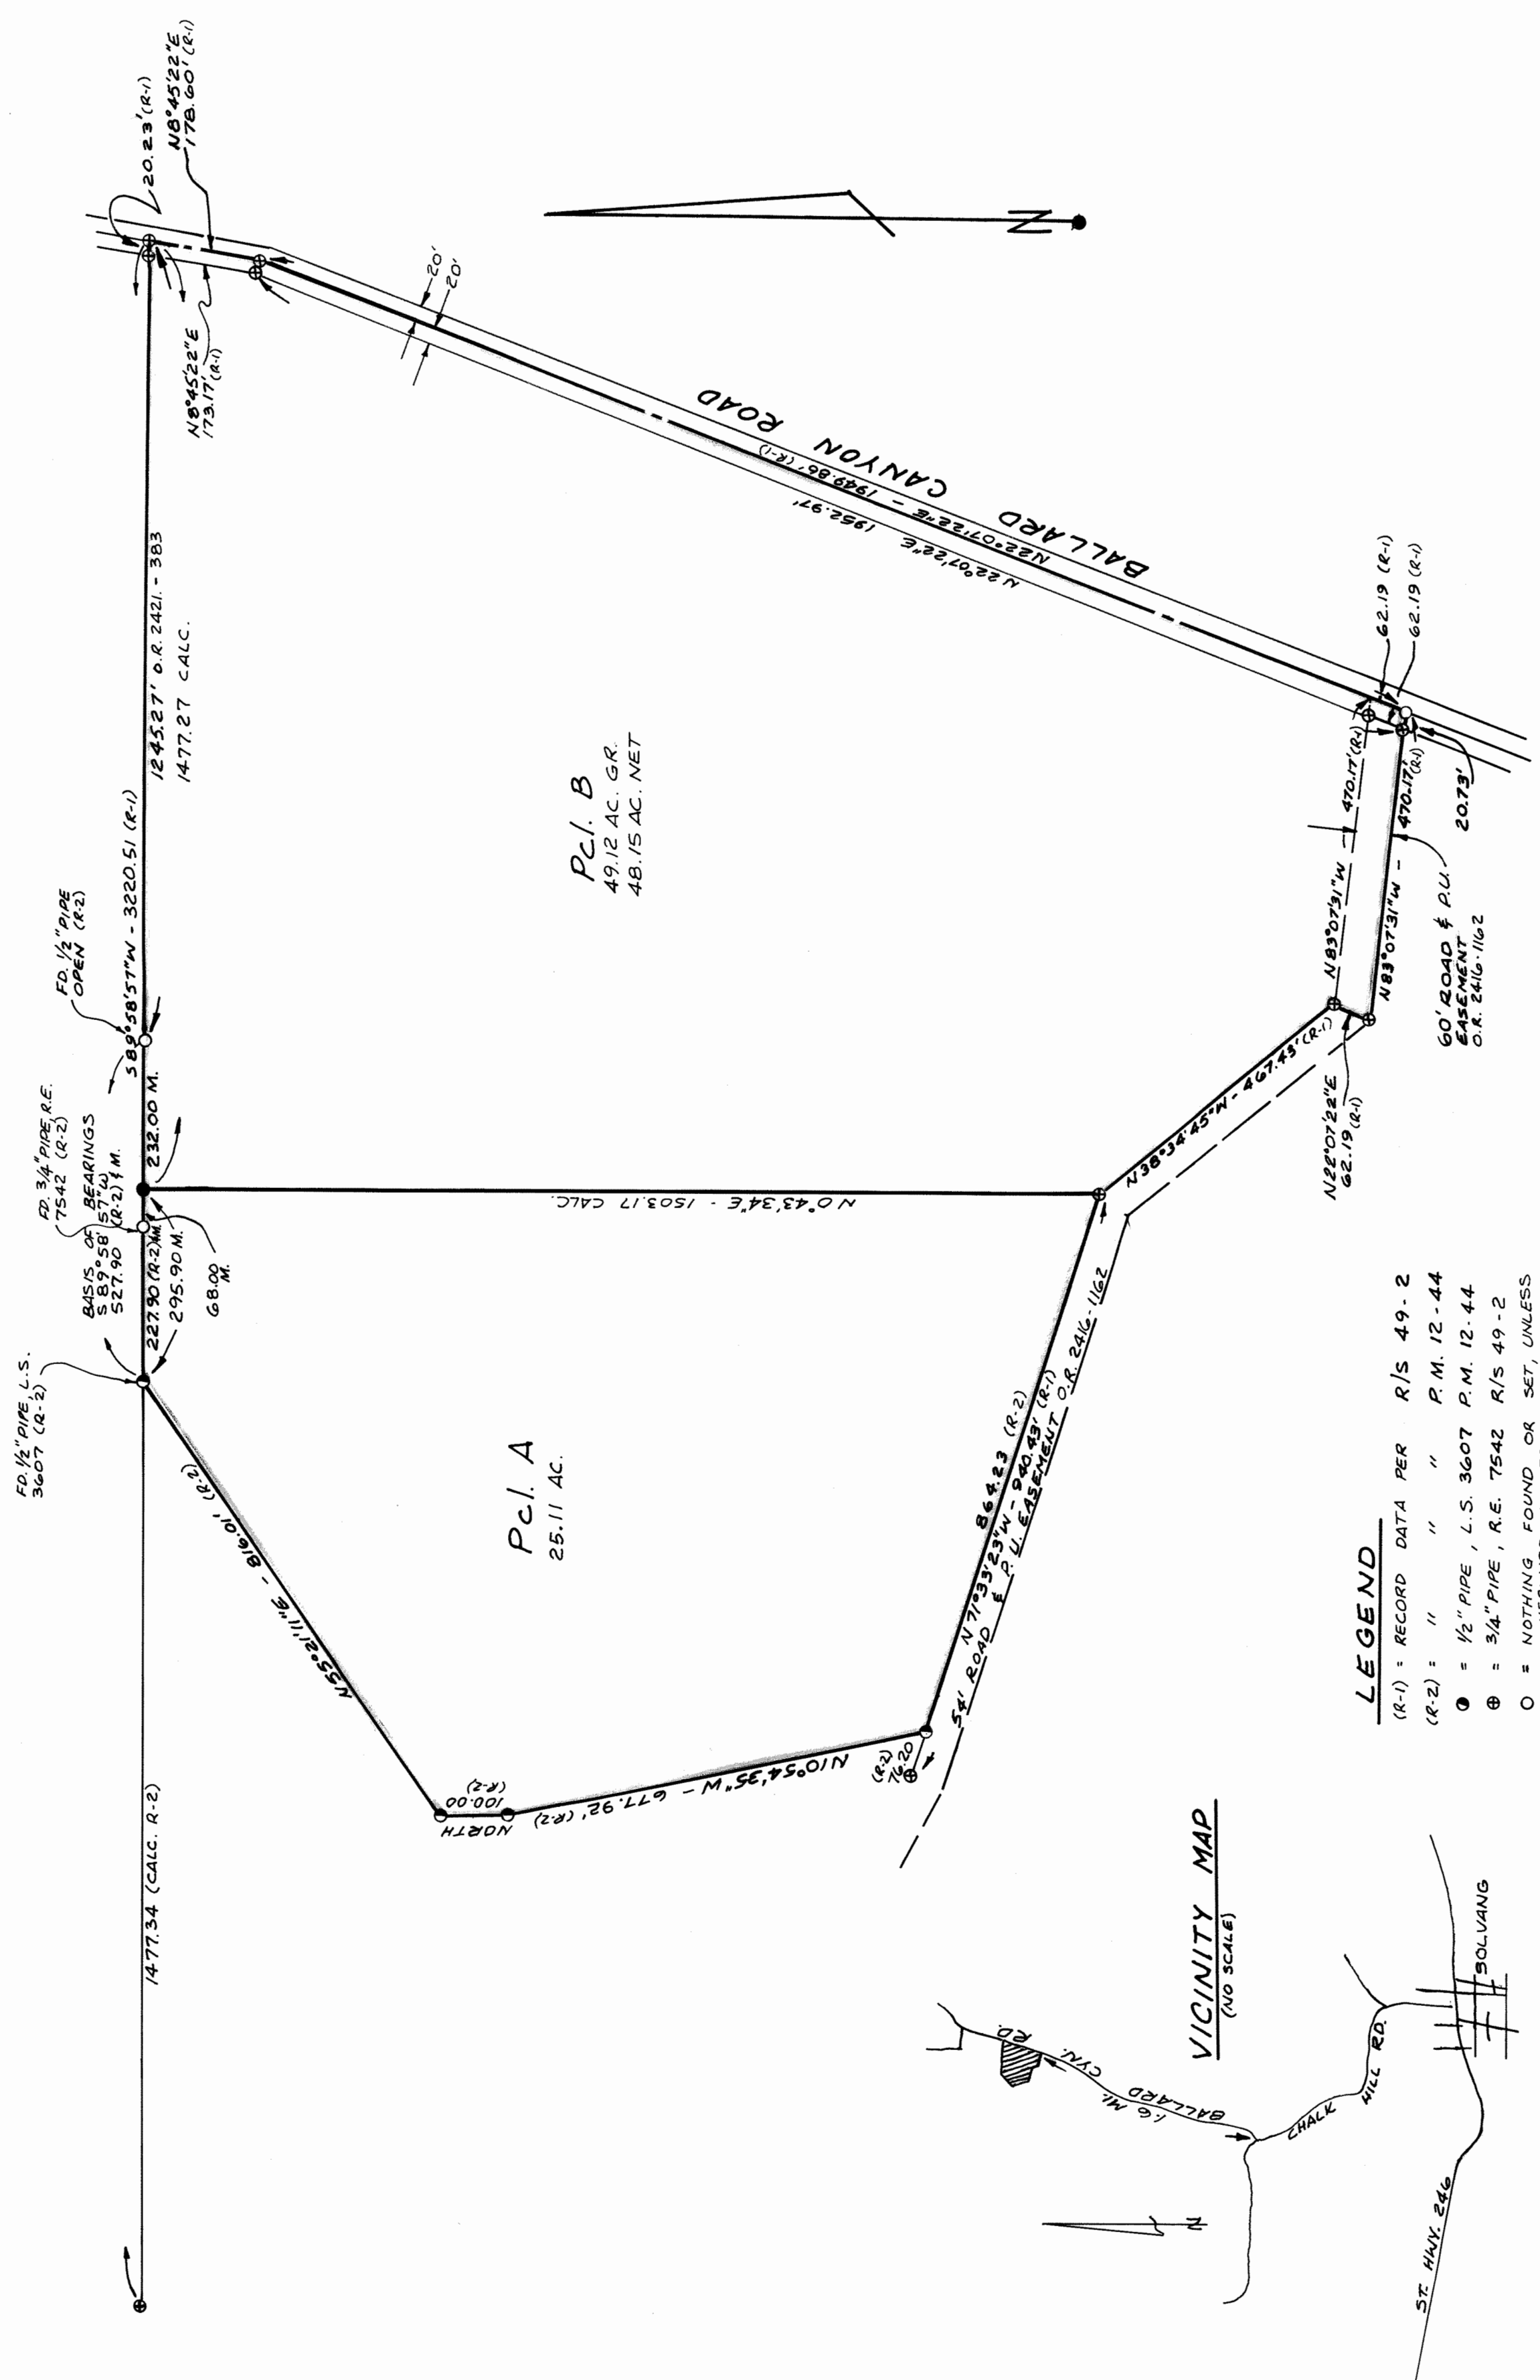 FD. 1/2" PIPE, L.S.
3607 (R-2)
FD. 3/4" PIPE, R.E.
7542 (R-2)
BASIS OF BEARINGS
S 89°58'57"W
527.90 (R-2) & M.
FD. 1/2" PIPE
OPEN (R-2)
1477.34 (CALC. R-2)
227.90 (R-2) & M.
295.90 M.
68.00
M.
232.00 M.
S 89°58'57"W - 3220.51 (R-1)
1245.27' O.R. 2421 - 383
1477.27 CALC.
20.23' (R-1)
N8°45'22"E
178.60' (R-1)
N8°45'22"E
173.17' (R-1)
20'
20'
BALLARD CANYON ROAD
N22°07'22"E - 1949.86' (R-1)
N22°07'22"E 1952.97'
N
Pcl. B
49.12 AC. GR.
48.15 AC. NET
Pcl. A
25.11 AC.
N55°21'11"E - 816.01' (R-2)
NORTH
100.00
(R-2)
N10°54'35"W - 677.92' (R-2)
(R-2)
76.20
N0°43'34"E - 1503.17 CALC.
864.23 (R-2)
N71°33'23"W - 940.43' (R-1)
54' ROAD & P.U. EASEMENT O.R. 2416-1162
N38°34'45"W - 467.43' (R-1)
N22°07'22"E
62.19 (R-1)
N83°07'31"W - 470.17' (R-1)
N83°07'31"W - 470.17' (R-1)
62.19 (R-1)
62.19 (R-1)
20.73'
60' ROAD & P.U.
EASEMENT
O.R. 2416-1162
LEGEND
(R-1) = RECORD DATA PER R/S 49-2
(R-2) = " " " P.M. 12-44
= 1/2" PIPE, L.S. 3607 P.M. 12-44
= 3/4" PIPE, R.E. 7542 R/S 49-2
= NOTHING FOUND OR SET, UNLESS
VICINITY MAP
(NO SCALE)
BALLARD CYN. RD.
1.6 MI.
CHALK HILL RD.
SOLVANG
ST. HWY. 246
N